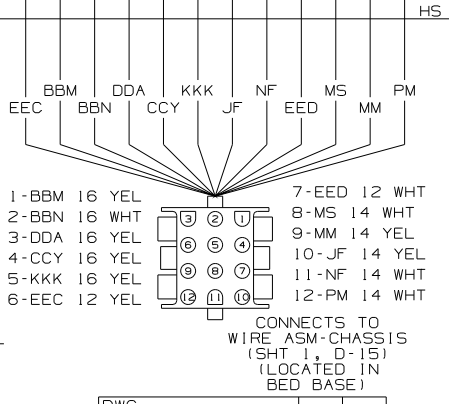 HS
BBM DDA KKK NF MS PM
EEC BBN CCY JF EED MM
1-BBM 16 YEL
2-BBN 16 WHT
3-DDA 16 YEL
4-CCY 16 YEL
5-KKK 16 YEL
6-EEC 12 YEL
3 2 1
6 5 4
9 8 7
12 11 10
7-EED 12 WHT
8-MS 14 WHT
9-MM 14 YEL
10-JF 14 YEL
11-NF 14 WHT
12-PM 14 WHT
CONNECTS TO
WIRE ASM-CHASSIS
(SHT 1, D-15)
(LOCATED IN
BED BASE)
DWG